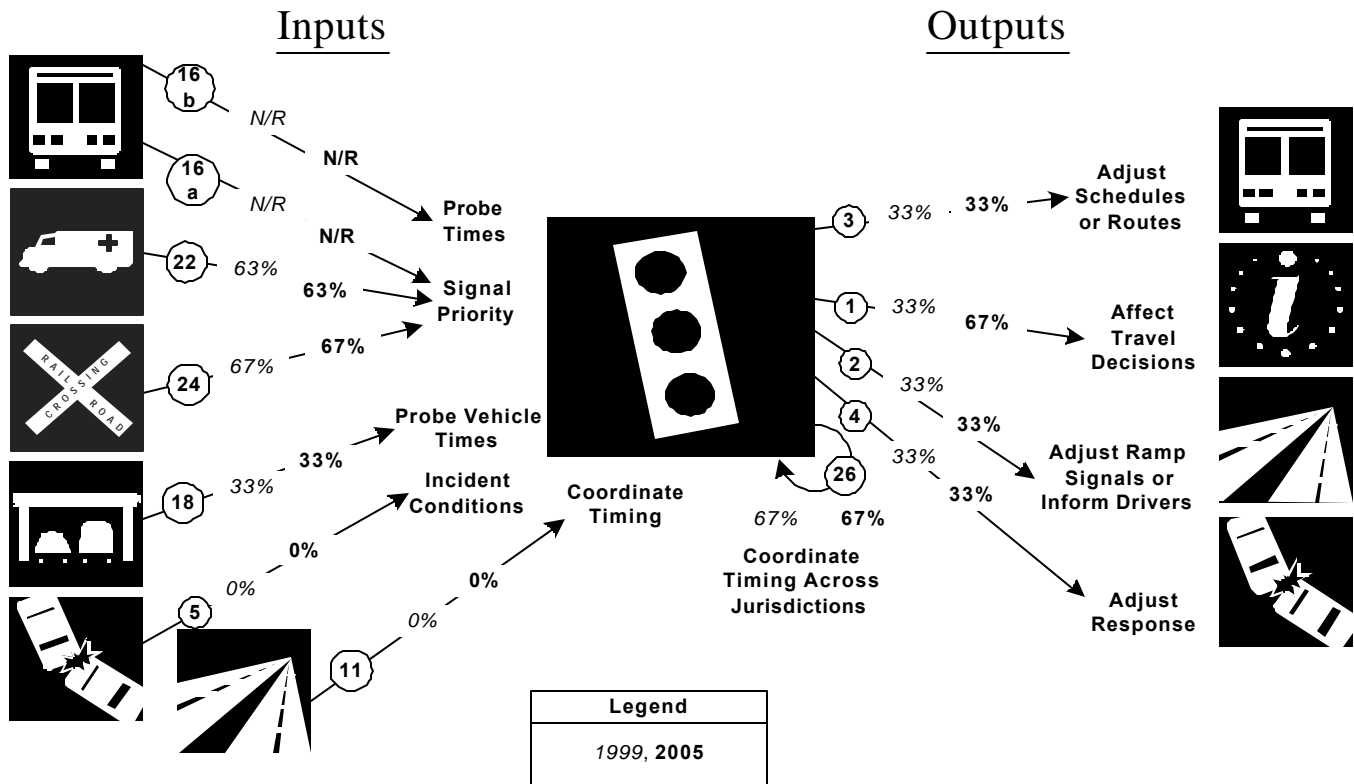 Inputs
Outputs
16
b
N/R
N/R
Probe
Times
16
a
N/R
N/R
22
63%
63%
Signal
Priority
RAIL ROAD
CROSSING
24
67%
67%
18
33%
33%
Probe Vehicle
Times
5
0%
0%
Incident
Conditions
11
0%
0%
Coordinate
Timing
3
33%
33%
Adjust
Schedules
or Routes
1
33%
67%
Affect
Travel
Decisions
i
2
33%
33%
Adjust Ramp
Signals or
Inform Drivers
4
33%
33%
Adjust
Response
26
67%
67%
Coordinate
Timing Across
Jurisdictions
Legend
1999, 2005